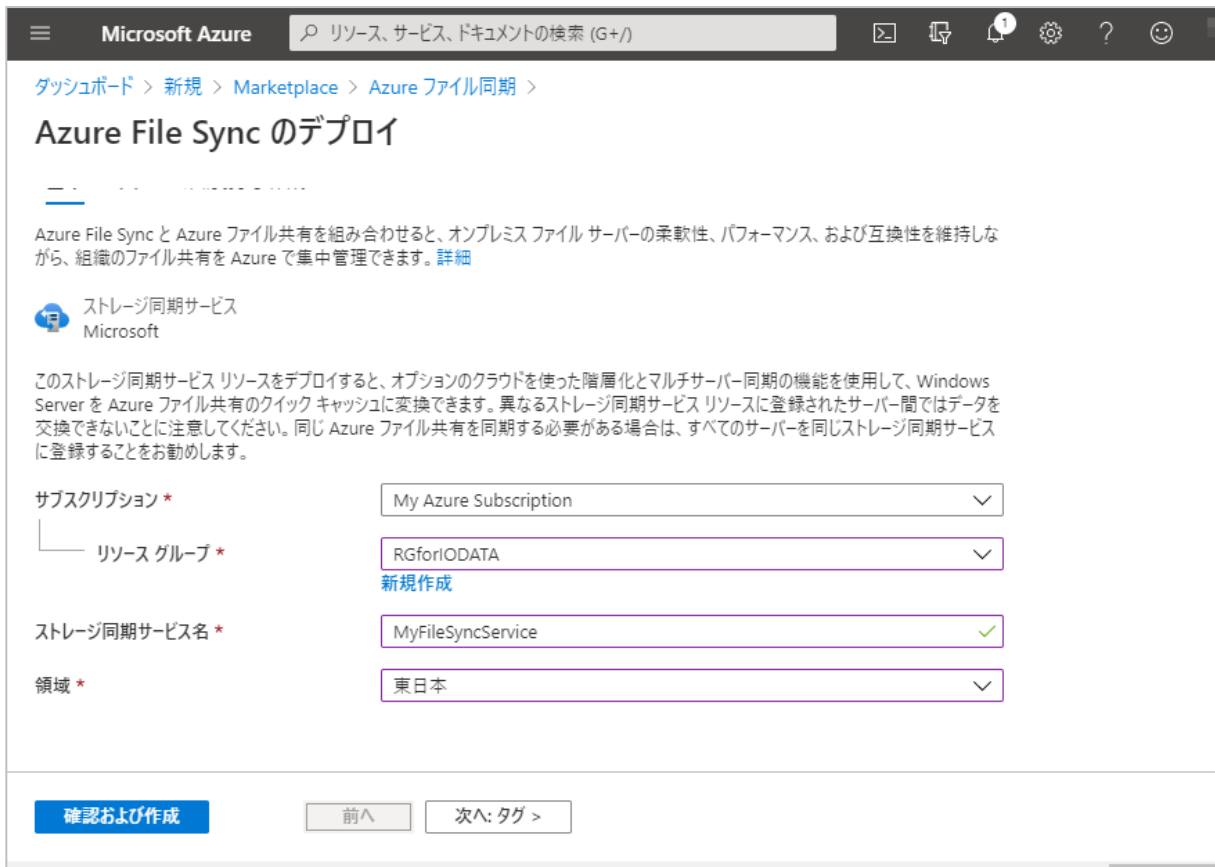 Microsoft Azure
リソース、サービス、ドキュメントの検索 (G+/)
1
ダッシュボード > 新規 > Marketplace > Azure ファイル同期 >
Azure File Sync のデプロイ
Azure File Sync と Azure ファイル共有を組み合わせると、オンプレミス ファイル サーバーの柔軟性、パフォーマンス、および互換性を維持しな
がら、組織のファイル共有を Azure で集中管理できます。詳細
ストレージ同期サービス
Microsoft
このストレージ同期サービス リソースをデプロイすると、オプションのクラウドを使った階層化とマルチサーバー同期の機能を使用して、Windows
Server を Azure ファイル共有のクイック キャッシュに変換できます。異なるストレージ同期サービス リソースに登録されたサーバー間ではデータを
交換できないことに注意してください。同じ Azure ファイル共有を同期する必要がある場合は、すべてのサーバーを同じストレージ同期サービス
に登録することをお勧めします。
サブスクリプション *
My Azure Subscription
リソース グループ *
RGforIODATA
新規作成
ストレージ同期サービス名 *
MyFileSyncService
領域 *
東日本
確認および作成
前へ
次へ: タグ >